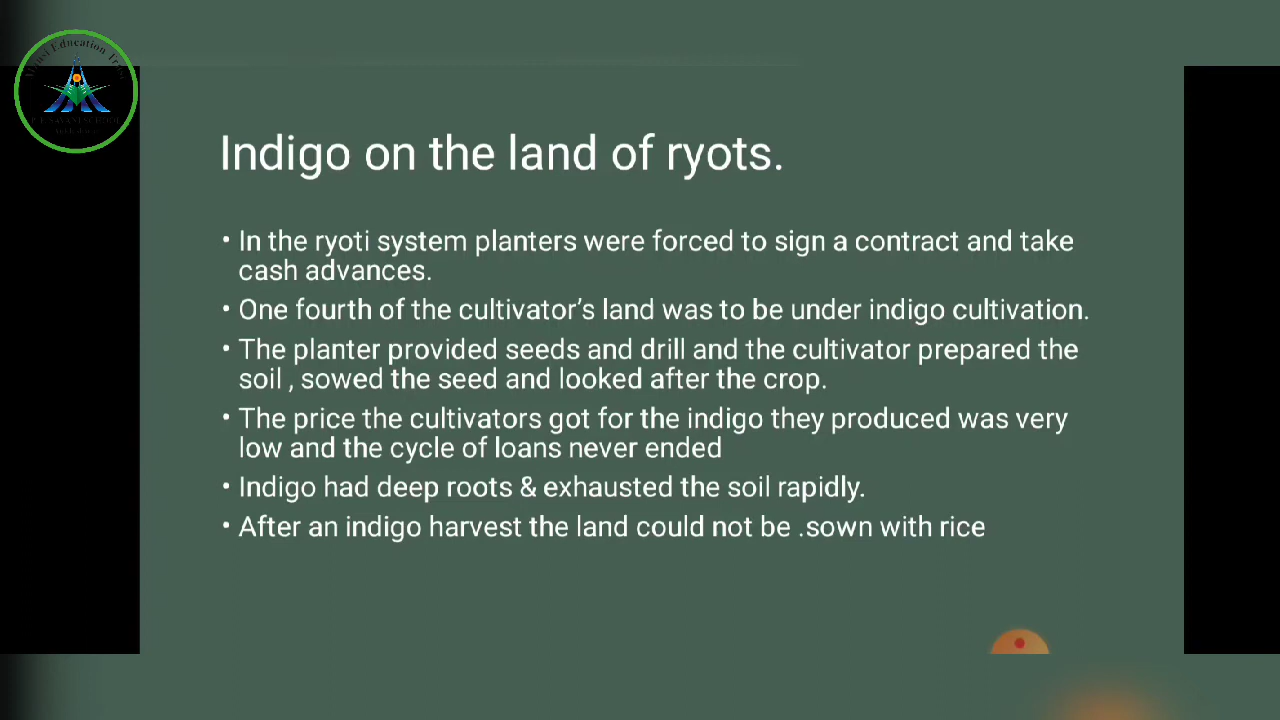 Education
Indigo on the land of ryots.
• In the ryoti system planters were forced to sign a contract and take
cash advances.
• One fourth of the cultivator’s land was to be under indigo cultivation.
• The planter provided seeds and drill and the cultivator prepared the
soil , sowed the seed and looked after the crop.
• The price the cultivators got for the indigo they produced was very
low and the cycle of loans never ended
• Indigo had deep roots & exhausted the soil rapidly.
• After an indigo harvest the land could not be .sown with rice